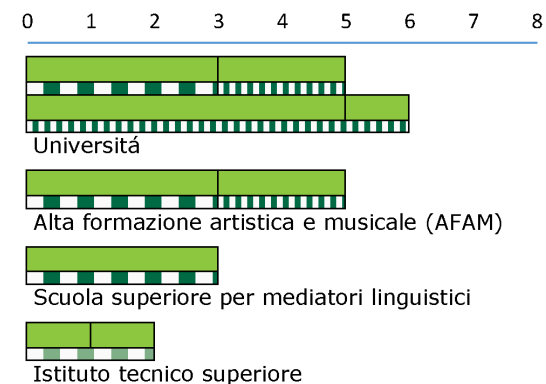 0 1 2 3 4 5 6 7 8
Universitá
Alta formazione artistica e musicale (AFAM)
Scuola superiore per mediatori linguistici
Istituto tecnico superiore